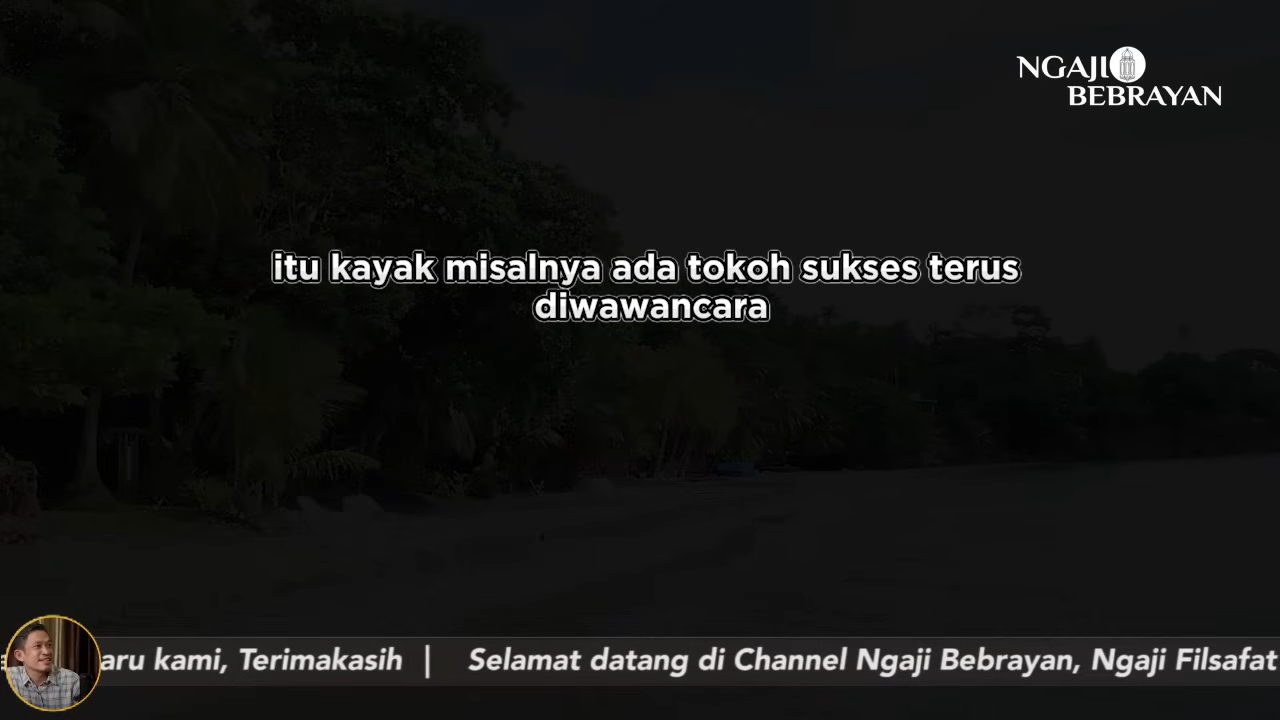 NGAJI
BEBRAYAN
itu kayak misalnya ada tokoh sukses terus
diwawancara
aru kami, Terimakasih | Selamat datang di Channel Ngaji Bebrayan, Ngaji Filsafat